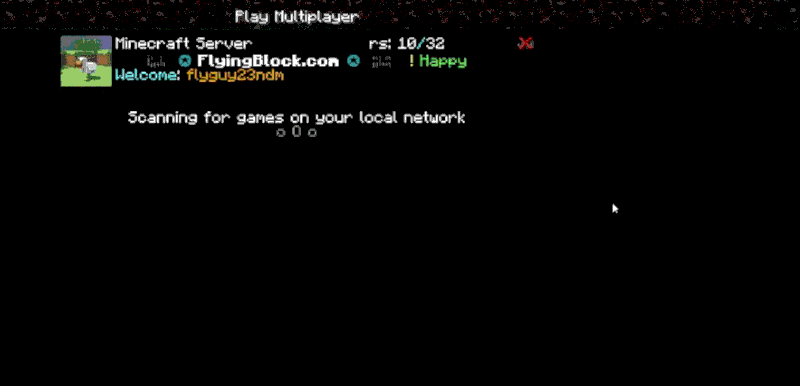 Play Multiplayer
Minecraft Server rs: 10/32
FlyingBlock.com ! Happy
Welcome: flyguy23ndm
Scanning for games on your local network
o O o